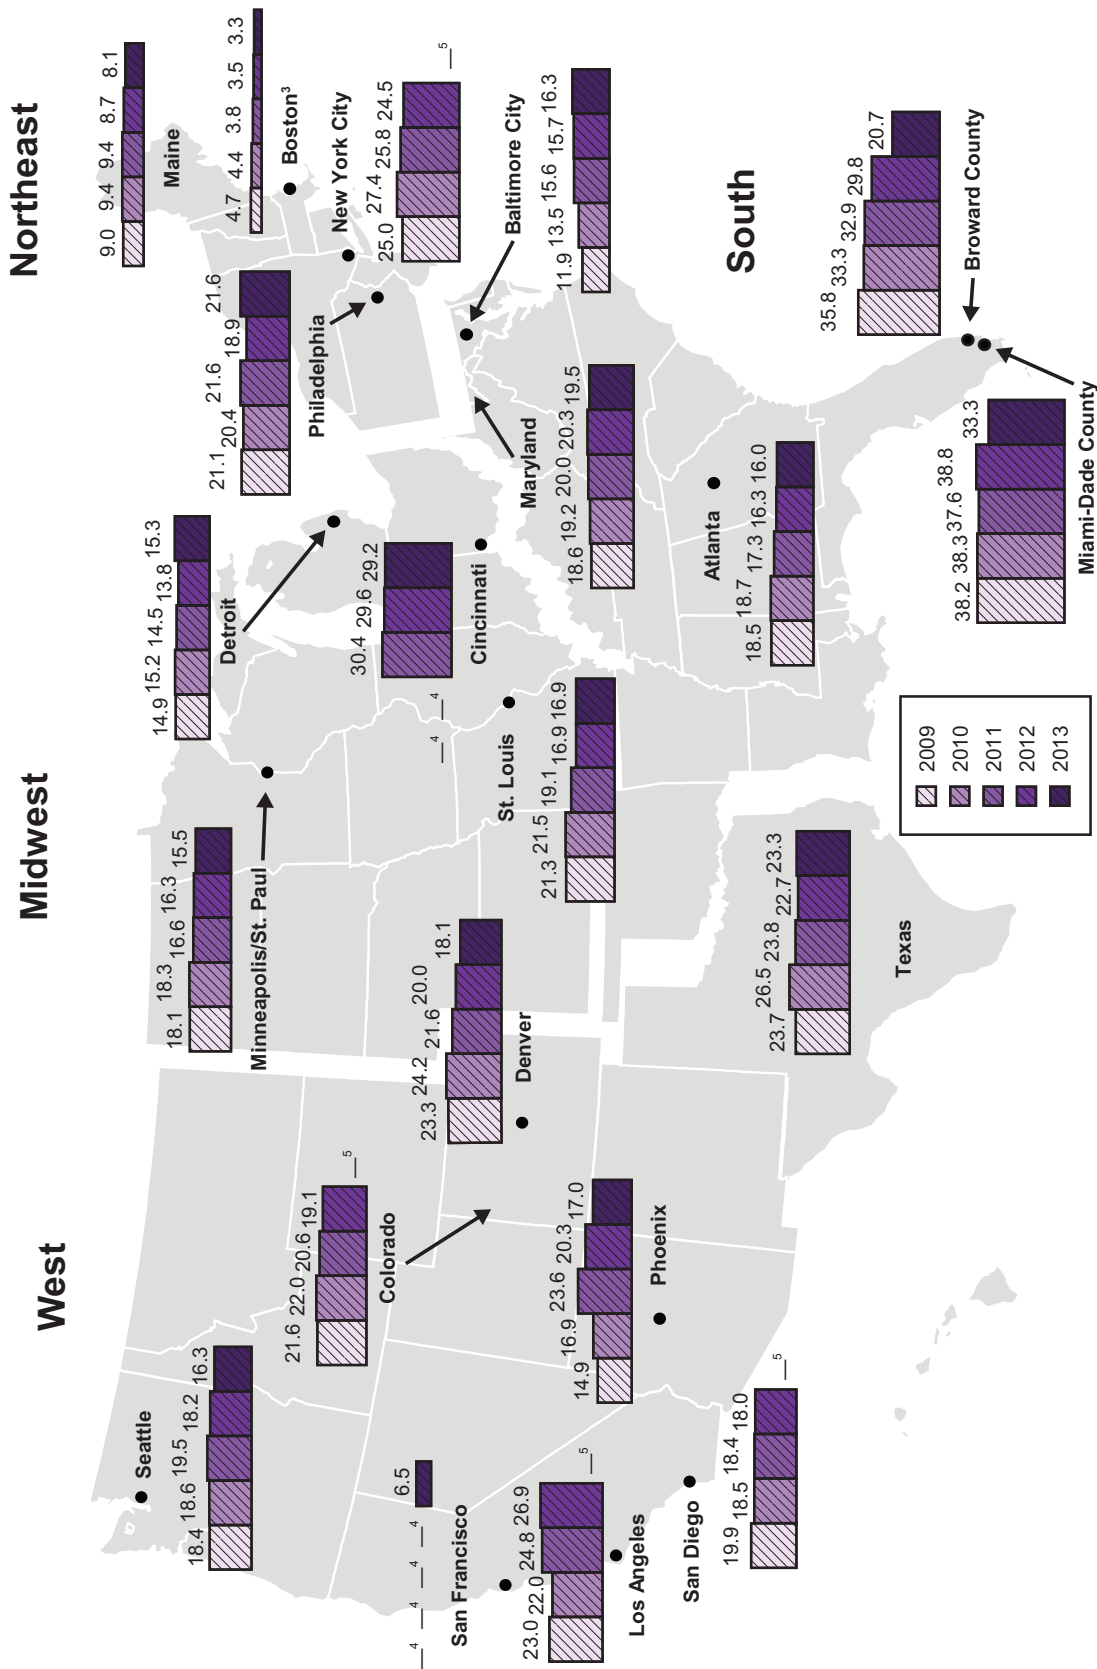 West
Midwest
Northeast
South
Seattle
18.4 18.6 19.5 18.2 16.3
San Francisco
—4 —4 —4 —4 6.5
Los Angeles
23.0 22.0 24.8 26.9 —5
San Diego
19.9 18.5 18.4 18.0 —5
Colorado
21.6 22.0 20.6 19.1 —5
Phoenix
14.9 16.9 23.6 20.3 17.0
Denver
23.3 24.2 21.6 20.0 18.1
Minneapolis/St. Paul
18.1 18.3 16.6 16.3 15.5
St. Louis
21.3 21.5 19.1 16.9 16.9
Detroit
14.9 15.2 14.5 13.8 15.3
Cincinnati
—4 —4 30.4 29.6 29.2
Texas
23.7 26.5 23.8 22.7 23.3
Philadelphia
21.1 20.4 21.6 18.9 21.6
Maine
9.0 9.4 9.4 8.7 8.1
Boston³
4.7 4.4 3.8 3.5 3.3
New York City
25.0 27.4 25.8 24.5 —5
Baltimore City
11.9 13.5 15.6 15.7 16.3
Maryland
18.6 19.2 20.0 20.3 19.5
Atlanta
18.5 18.7 17.3 16.3 16.0
Broward County
35.8 33.3 32.9 29.8 20.7
Miami-Dade County
38.2 38.3 37.6 38.8 33.3
2009
2010
2011
2012
2013